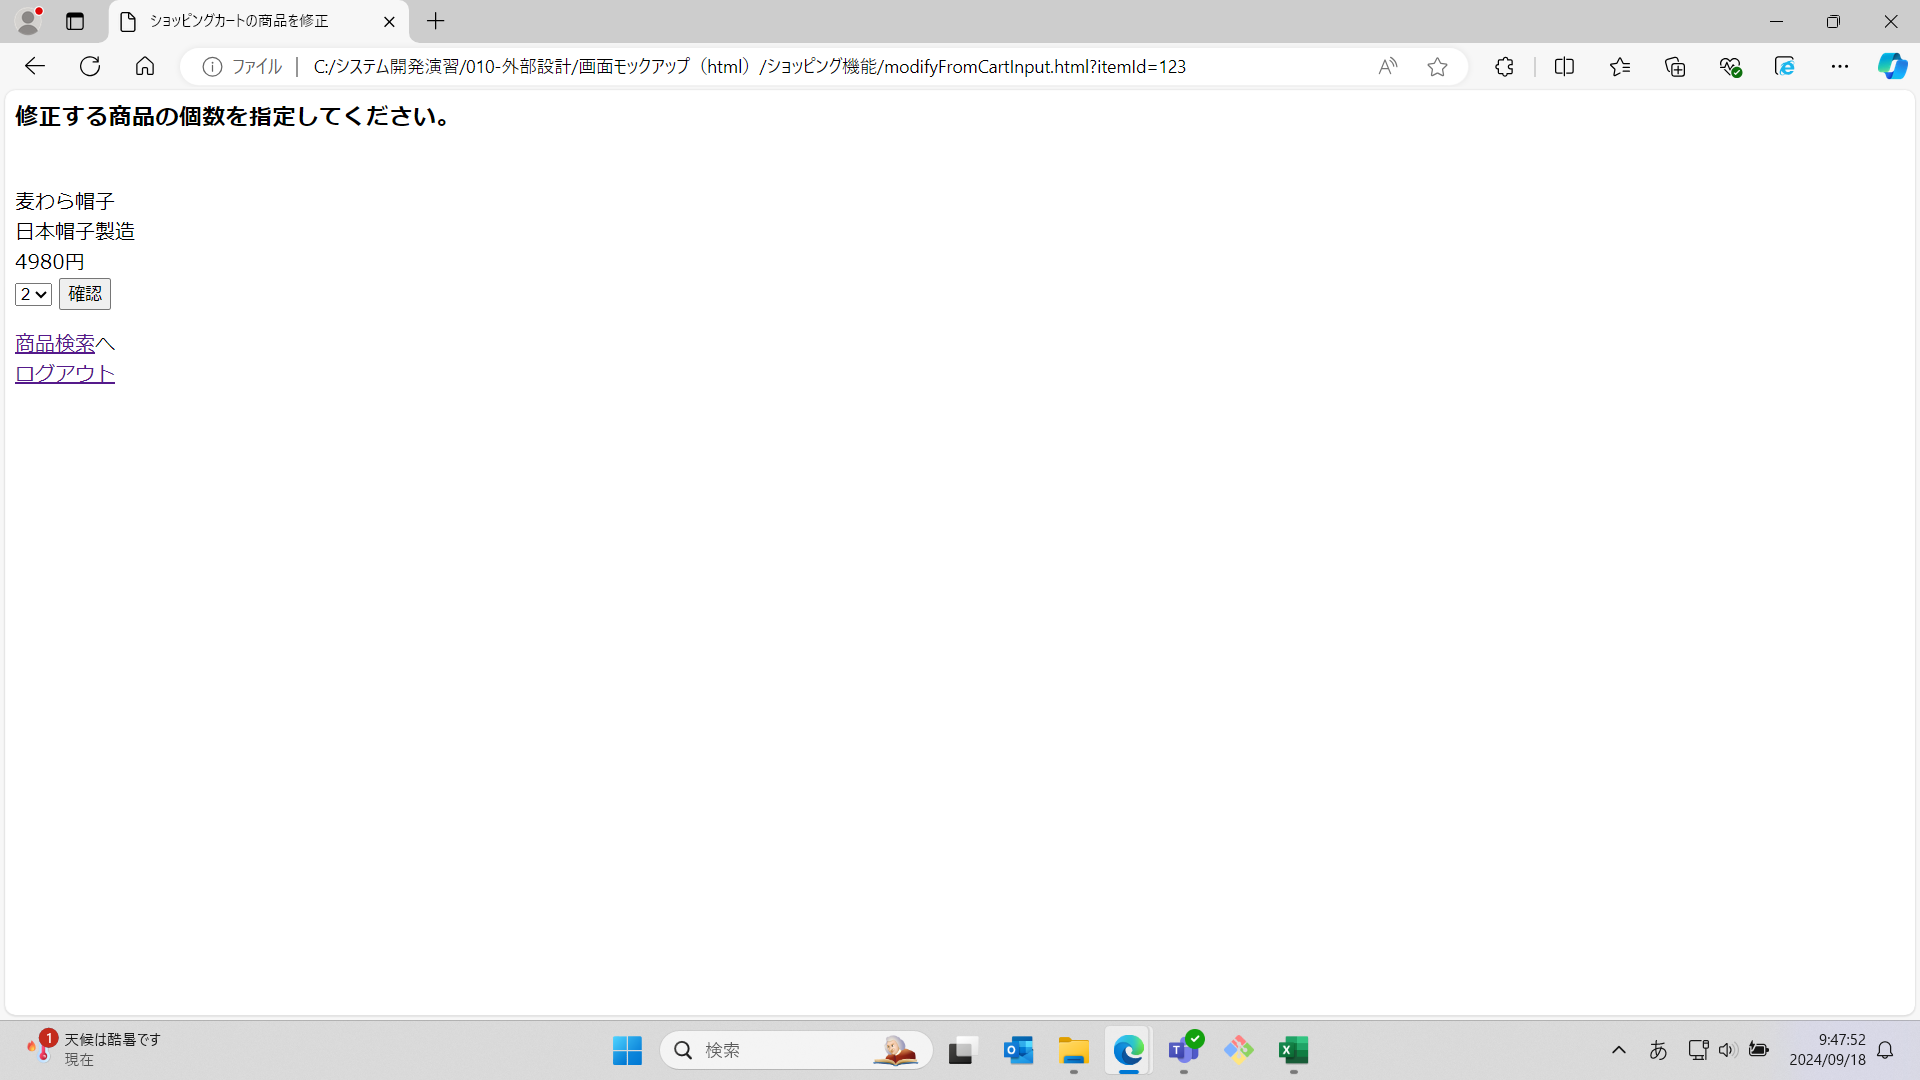 ショッピングカートの商品を修正
ファイル
C:/システム開発演習/010-外部設計/画面モックアップ（html）/ショッピング機能/modifyFromCartInput.html?itemId=123
修正する商品の個数を指定してください。
麦わら帽子
日本帽子製造
4980円
2 確認
商品検索へ
ログアウト
1
天候は酷暑です
現在
検索
あ
9:47:52
2024/09/18